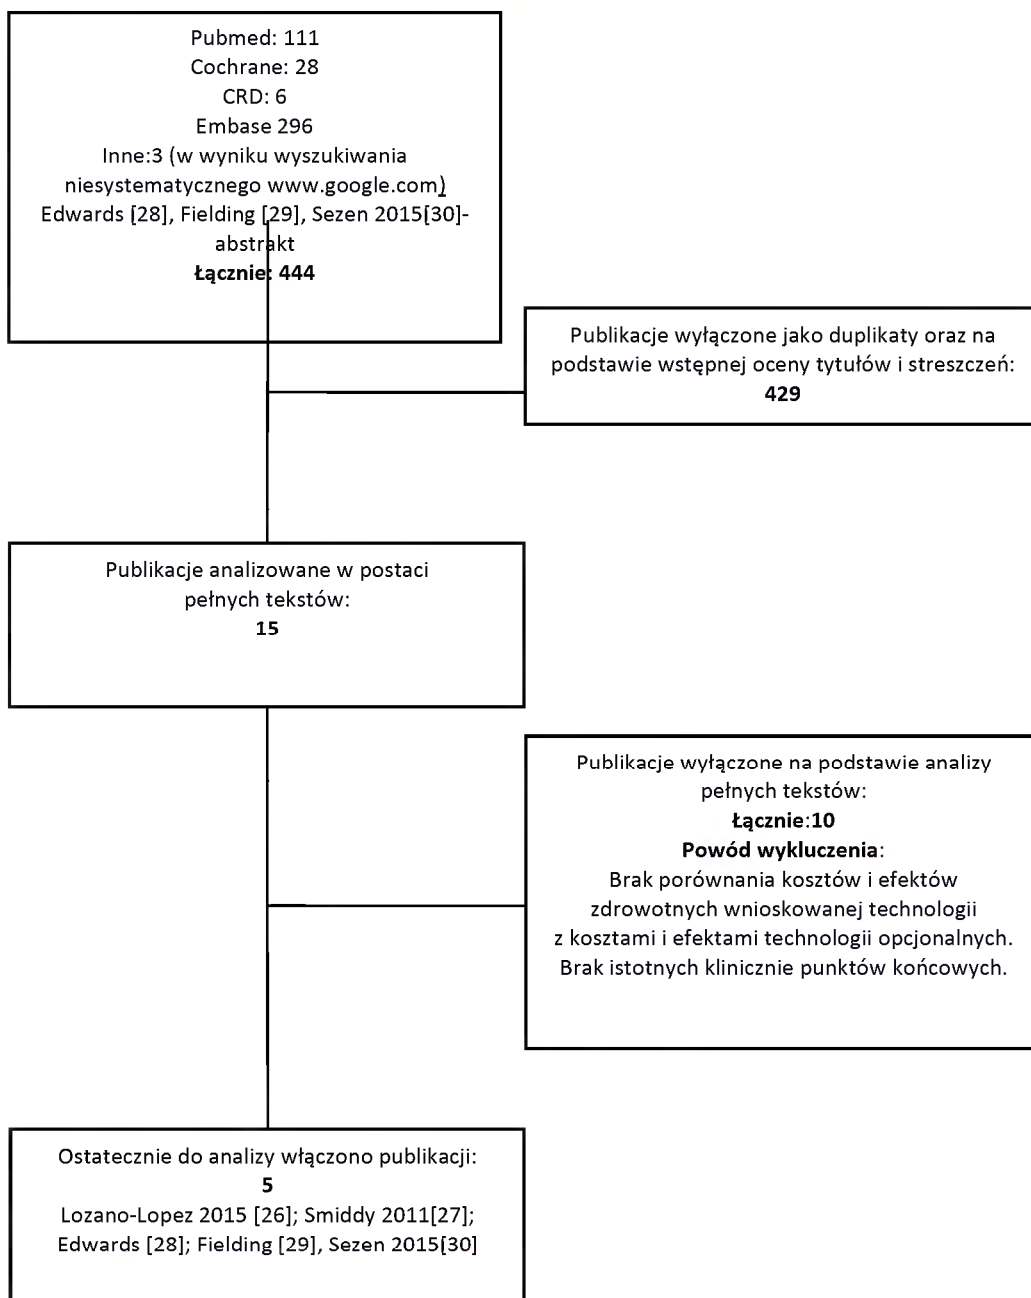 Pubmed: 111
Cochrane: 28
CRD: 6
Embase 296
Inne:3 (w wyniku wyszukiwania
niesystematycznego www.google.com)
Edwards [28], Fielding [29], Sezen 2015[30]-
abstrakt
Łącznie: 444
Publikacje wyłączone jako duplikaty oraz na
podstawie wstępnej oceny tytułów i streszczeń:
429
Publikacje analizowane w postaci
pełnych tekstów:
15
Publikacje wyłączone na podstawie analizy
pełnych tekstów:
Łącznie:10
Powód wykluczenia:
Brak porównania kosztów i efektów
zdrowotnych wnioskowanej technologii
z kosztami i efektami technologii opcjonalnych.
Brak istotnych klinicznie punktów końcowych.
Ostatecznie do analizy włączono publikacji:
5
Lozano-Lopez 2015 [26]; Smiddy 2011[27];
Edwards [28]; Fielding [29], Sezen 2015[30]